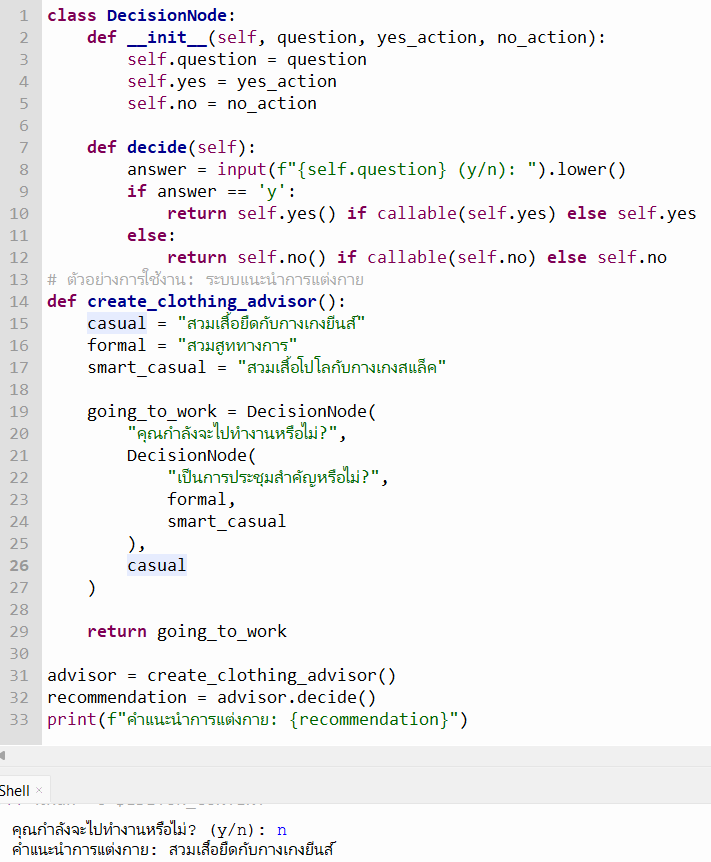 1 class DecisionNode:
2     def __init__(self, question, yes_action, no_action):
3         self.question = question
4         self.yes = yes_action
5         self.no = no_action
6
7     def decide(self):
8         answer = input(f"{self.question} (y/n): ").lower()
9         if answer == 'y':
10             return self.yes() if callable(self.yes) else self.yes
11         else:
12             return self.no() if callable(self.no) else self.no
13 # ตัวอย่างการใช้งาน: ระบบแนะนำการแต่งกาย
14 def create_clothing_advisor():
15     casual = "สวมเสื้อยืดกับกางเกงยีนส์"
16     formal = "สวมสูททางการ"
17     smart_casual = "สวมเสื้อโปโลกับกางเกงสแล็ค"
18
19     going_to_work = DecisionNode(
20         "คุณกำลังจะไปทำงานหรือไม่?",
21         DecisionNode(
22             "เป็นการประชุมสำคัญหรือไม่?",
23             formal,
24             smart_casual
25         ),
26         casual
27     )
28
29     return going_to_work
30
31 advisor = create_clothing_advisor()
32 recommendation = advisor.decide()
33 print(f"คำแนะนำการแต่งกาย: {recommendation}")
Shell ×
คุณกำลังจะไปทำงานหรือไม่? (y/n): n
คำแนะนำการแต่งกาย: สวมเสื้อยืดกับกางเกงยีนส์